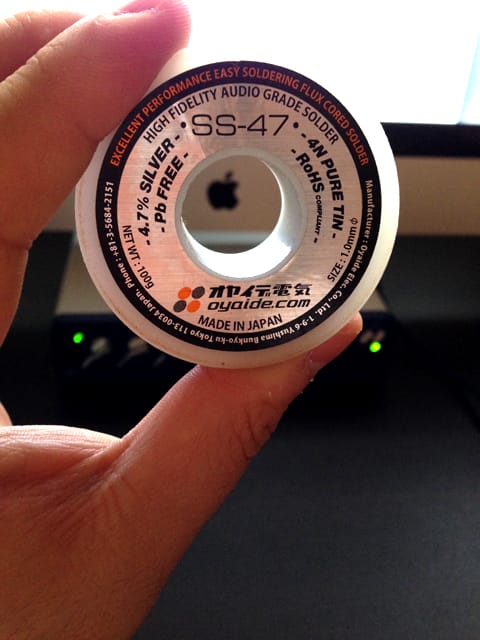 EXCELLENT PERFORMANCE EASY SOLDERING FLUX CORED SOLDER
HIGH FIDELITY AUDIO GRADE SOLDER
• SS-47 •
- 4.7% SILVER -
- Pb FREE -
- 4N PURE TIN -
- RoHS COMPLIANT -
NET WT : 100g
SIZE : 1.0mmϕ
オヤイデ電気
oyaide.com
MADE IN JAPAN
Manufacturer : Oyaide Elec. Co., Ltd. 1-9-6 Yushima Bunkyo-ku Tokyo 113-0034 Japan. Phone : +81-3-5684-2151